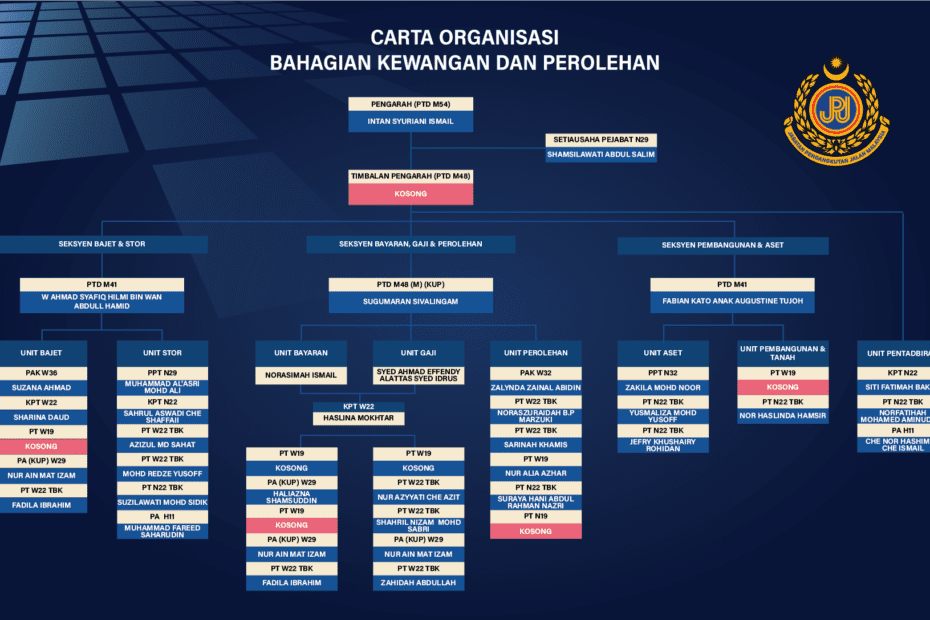 CARTA ORGANISASI
BAHAGIAN KEWANGAN DAN PEROLEHAN
JRJ
JABATAN PENGANGKUTAN JALAN MALAYSIA
PENGARAH (PTD M54)
INTAN SYURIANI ISMAIL
SETIAUSAHA PEJABAT N29
SHAMSILAWATI ABDUL SALIM
TIMBALAN PENGARAH (PTD M48)
KOSONG
SEKSYEN BAJET & STOR
PTD M41
W AHMAD SYAFIQ HILMI BIN WAN
ABDULL HAMID
UNIT BAJET
PAK W36
SUZANA AHMAD
KPT W22
SHARINA DAUD
PT W19
KOSONG
PA (KUP) W29
NUR AIN MAT IZAM
PT W22 TBK
FADILA IBRAHIM
UNIT STOR
PPT N29
MUHAMMAD AL'ASRI
MOHD ALI
KPT N22
SAHRUL ASWADI CHE
SHAFFAII
PT W22 TBK
AZIZUL MD SAHAT
PT W22 TBK
MOHD REDZE YUSOFF
PT N22 TBK
SUZILAWATI MOHD SIDIK
PA H11
MUHAMMAD FAREED
SAHARUDIN
SEKSYEN BAYARAN, GAJI & PEROLEHAN
PTD M48 (M) (KUP)
SUGUMARAN SIVALINGAM
UNIT BAYARAN
NORASIMAH ISMAIL
UNIT GAJI
SYED AHMAD EFFENDY
ALATTAS SYED IDRUS
KPT W22
HASLINA MOKHTAR
PT W19
KOSONG
PA (KUP) W29
HALIAZNA
SHAMSUDDIN
PT W19
KOSONG
PA (KUP) W29
NUR AIN MAT IZAM
PT W22 TBK
FADILA IBRAHIM
PT W19
KOSONG
PT W22 TBK
NUR AZYYATI CHE AZIT
PT W22 TBK
SHAHRIL NIZAM MOHD
SABRI
PA (KUP) W29
NUR AIN MAT IZAM
PT W22 TBK
ZAHIDAH ABDULLAH
UNIT PEROLEHAN
PAK W32
ZALYNDA ZAINAL ABIDIN
PT W22 TBK
NORASZURAIDAH B.P
MARZUKI
PT W22 TBK
SARINAH KHAMIS
PT W19
NUR ALIA AZHAR
PT N22 TBK
SURAYA HANI ABDUL
RAHMAN NAZRI
PT N19
KOSONG
SEKSYEN PEMBANGUNAN & ASET
PTD M41
FABIAN KATO ANAK AUGUSTINE TUJOH
UNIT ASET
PPT N32
ZAKILA MOHD NOOR
PT N22 TBK
YUSMALIZA MOHD
YUSOFF
PT N22 TBK
JEFRY KHUSHAIRY
ROHIDAN
UNIT PEMBANGUNAN &
TANAH
PT W19
KOSONG
PT N22 TBK
NOR HASLINDA HAMSIR
UNIT PENTADBIRA
KPT N22
SITI FATIMAH BAK
PT N22 TBK
NORFATIHAH
MOHAMED AMINUD
PA H11
CHE NOR HASHIM
CHE ISMAIL